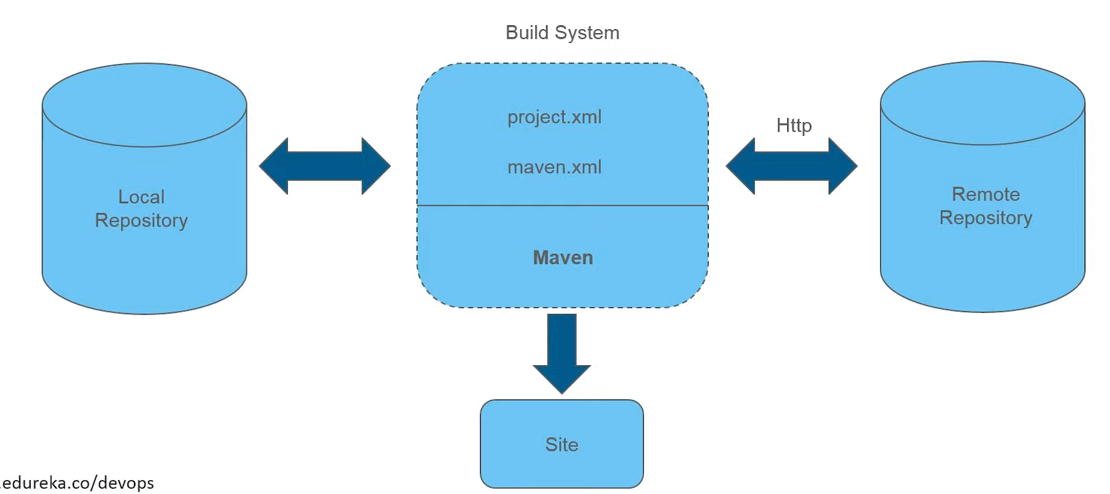 Build System
project.xml
maven.xml
Maven
Local
Repository
Http
Remote
Repository
Site
.edureka.co/devops